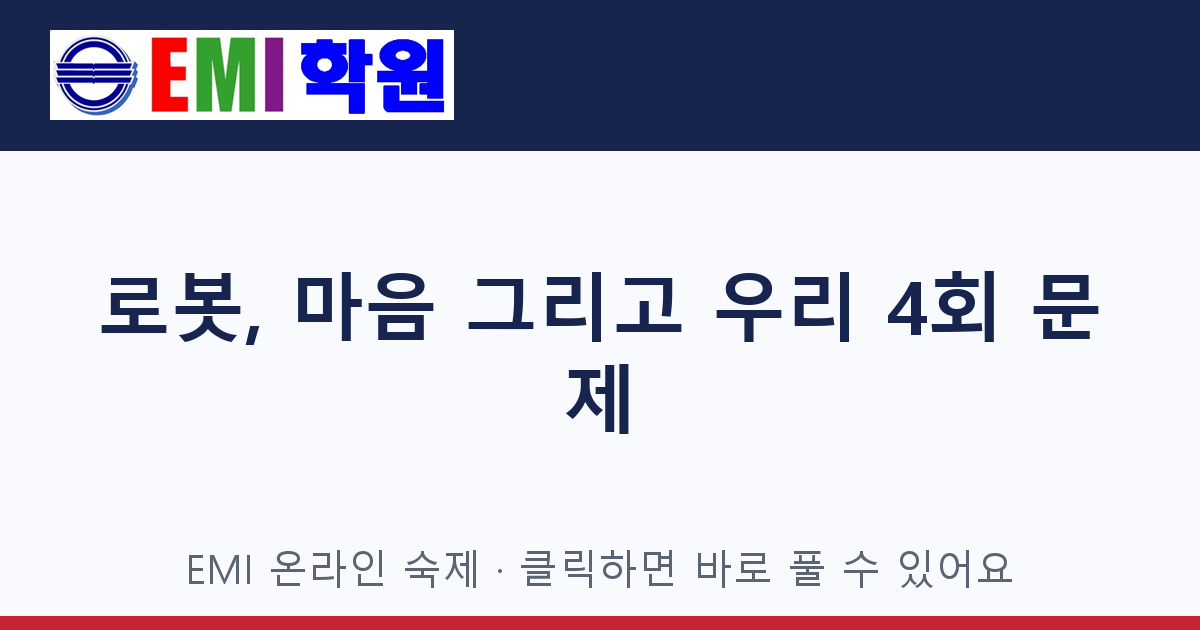 EMI 학원
로봇, 마음 그리고 우리 4회 문
제
EMI 온라인 숙제 · 클릭하면 바로 풀 수 있어요